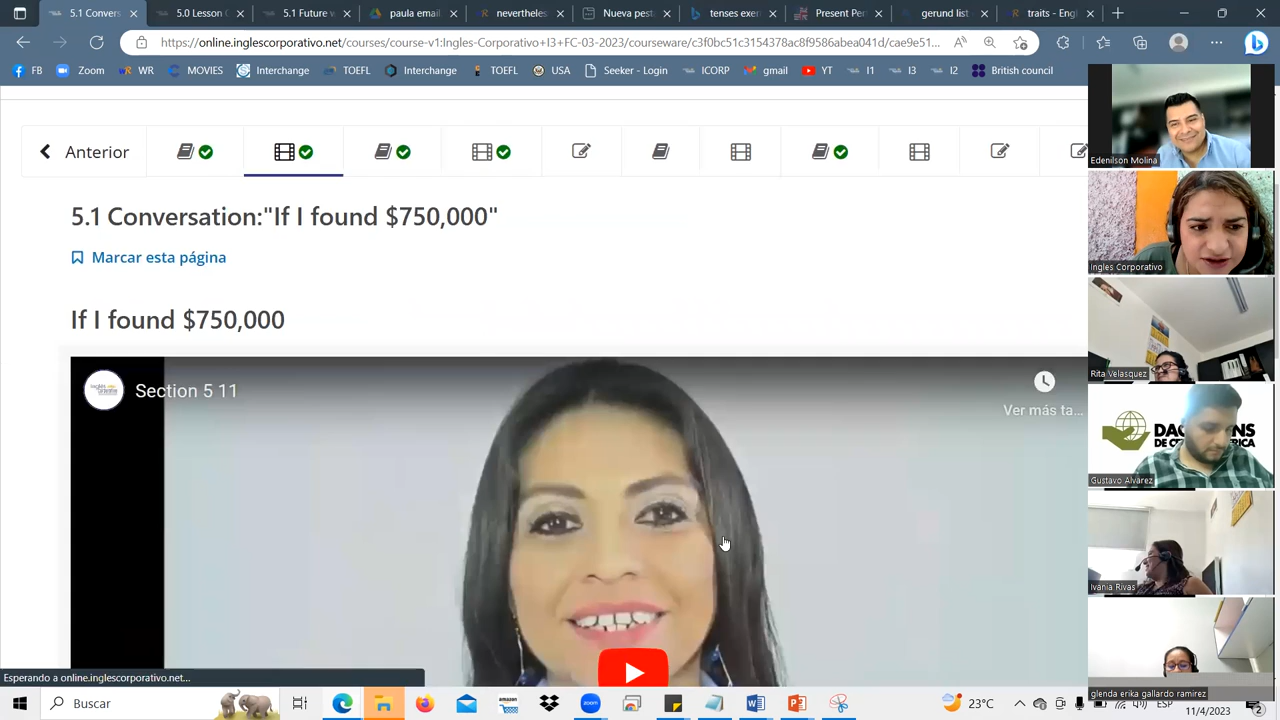 5.1 Convers
5.0 Lesson
5.1 Future w
paula email
nevertheles
Nueva pest
tenses exer
Present Per
gerund list
traits - Engl
https://online.inglescorporativo.net/courses/course-v1:Ingles-Corporativo+I3+FC-03-2023/courseware/c3f0bc51c3154378ac8f9586abea041d/cae9e51...
FB
Zoom
WR
MOVIES
Interchange
TOEFL
Interchange
TOEFL
USA
Seeker - Login
ICORP
gmail
YT
I1
I3
I2
British council
Anterior
5.1 Conversation:"If I found $750,000"
Marcar esta página
If I found $750,000
Section 5 11
Ver más ta...
Edenilson Molina
Ingles Corporativo
Rita Velasquez
DE C
Gustavo Alvarez
Ivania Rivas
glenda erika gallardo ramirez
Esperando a online.inglescorporativo.net...
Buscar
amazon
zoom
23°C
ESP
11/4/2023
2